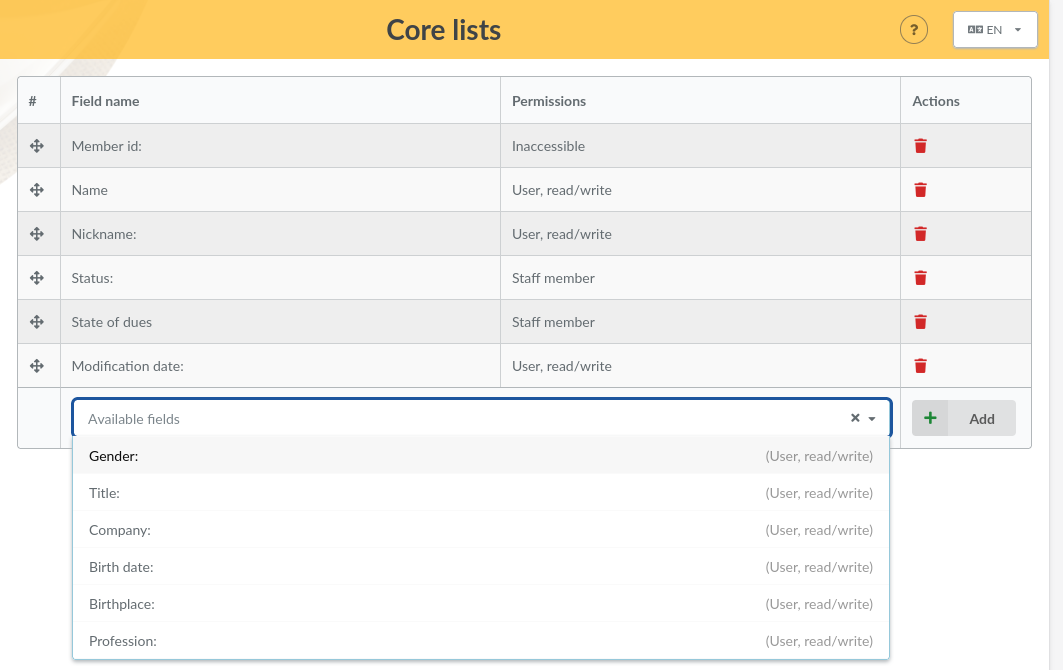 Core lists
?
EN
# Field name Permissions Actions
Member id: Inaccessible
Name User, read/write
Nickname: User, read/write
Status: Staff member
State of dues Staff member
Modification date: User, read/write
Available fields Add
Gender: (User, read/write)
Title: (User, read/write)
Company: (User, read/write)
Birth date: (User, read/write)
Birthplace: (User, read/write)
Profession: (User, read/write)